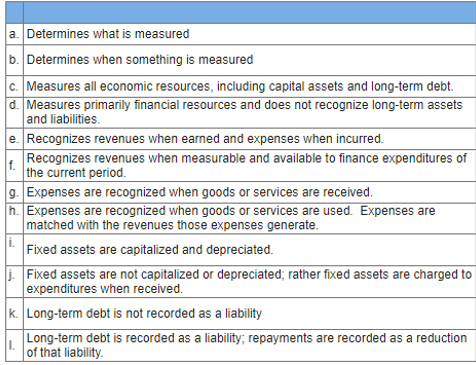 a. Determines what is measured
b. Determines when something is measured
c. Measures all economic resources, including capital assets and long-term debt.
d. Measures primarily financial resources and does not recognize long-term assets
and liabilities.
e. Recognizes revenues when earned and expenses when incurred.
f. Recognizes revenues when measurable and available to finance expenditures of
the current period.
g. Expenses are recognized when goods or services are received.
h. Expenses are recognized when goods or services are used. Expenses are
matched with the revenues those expenses generate.
i. Fixed assets are capitalized and depreciated.
j. Fixed assets are not capitalized or depreciated; rather fixed assets are charged to
expenditures when received.
k. Long-term debt is not recorded as a liability
l. Long-term debt is recorded as a liability; repayments are recorded as a reduction
of that liability.